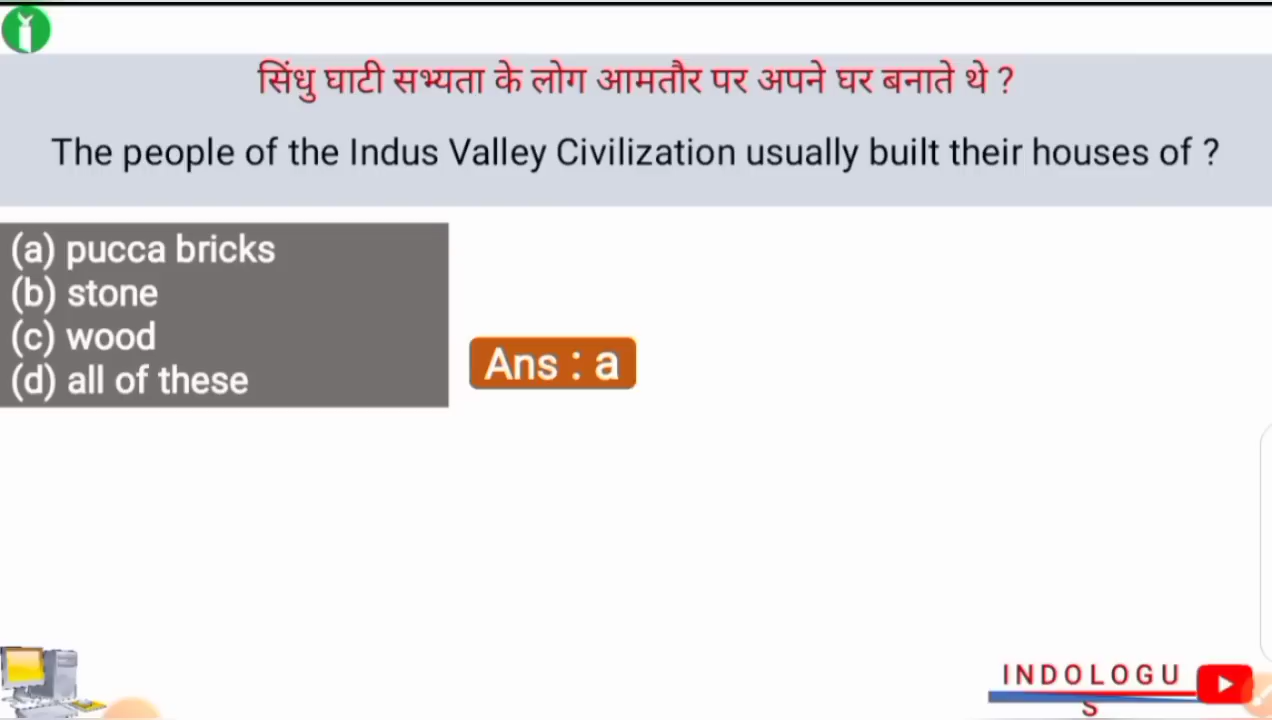 सिंधु घाटी सभ्यता के लोग आमतौर पर अपने घर बनाते थे ?
The people of the Indus Valley Civilization usually built their houses of ?
(a) pucca bricks
(b) stone
(c) wood
(d) all of these
Ans : a
INDOLOGU
S